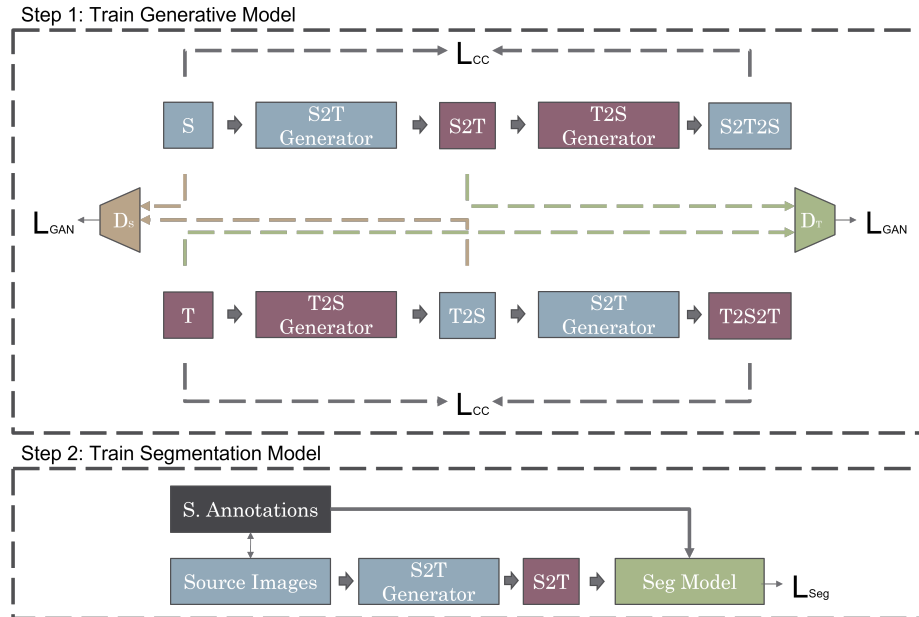 Step 1: Train Generative Model
LCC
S
S2T
Generator
S2T
T2S
Generator
S2T2S
LGAN
DS
DT
LGAN
T
T2S
Generator
T2S
S2T
Generator
T2S2T
LCC
Step 2: Train Segmentation Model
S. Annotations
Source Images
S2T
Generator
S2T
Seg Model
LSeg